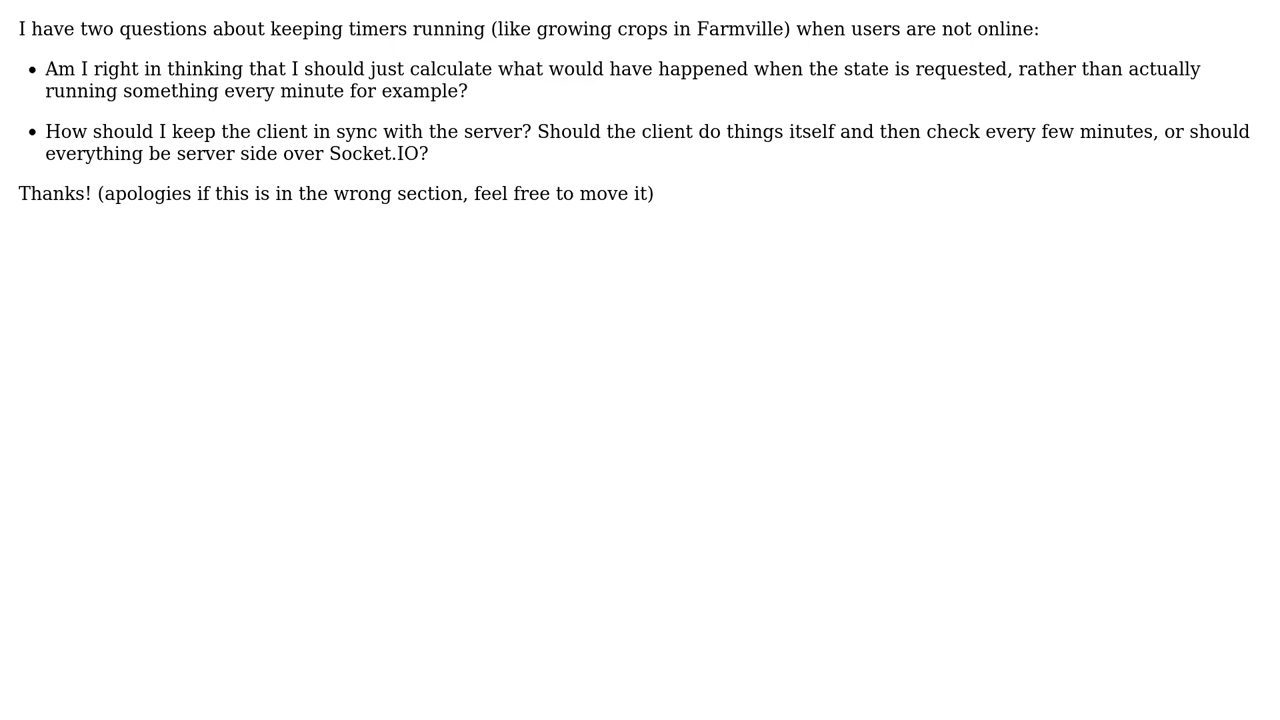 I have two questions about keeping timers running (like growing crops in Farmville) when users are not online:
• Am I right in thinking that I should just calculate what would have happened when the state is requested, rather than actually
running something every minute for example?
• How should I keep the client in sync with the server? Should the client do things itself and then check every few minutes, or should
everything be server side over Socket.IO?
Thanks! (apologies if this is in the wrong section, feel free to move it)